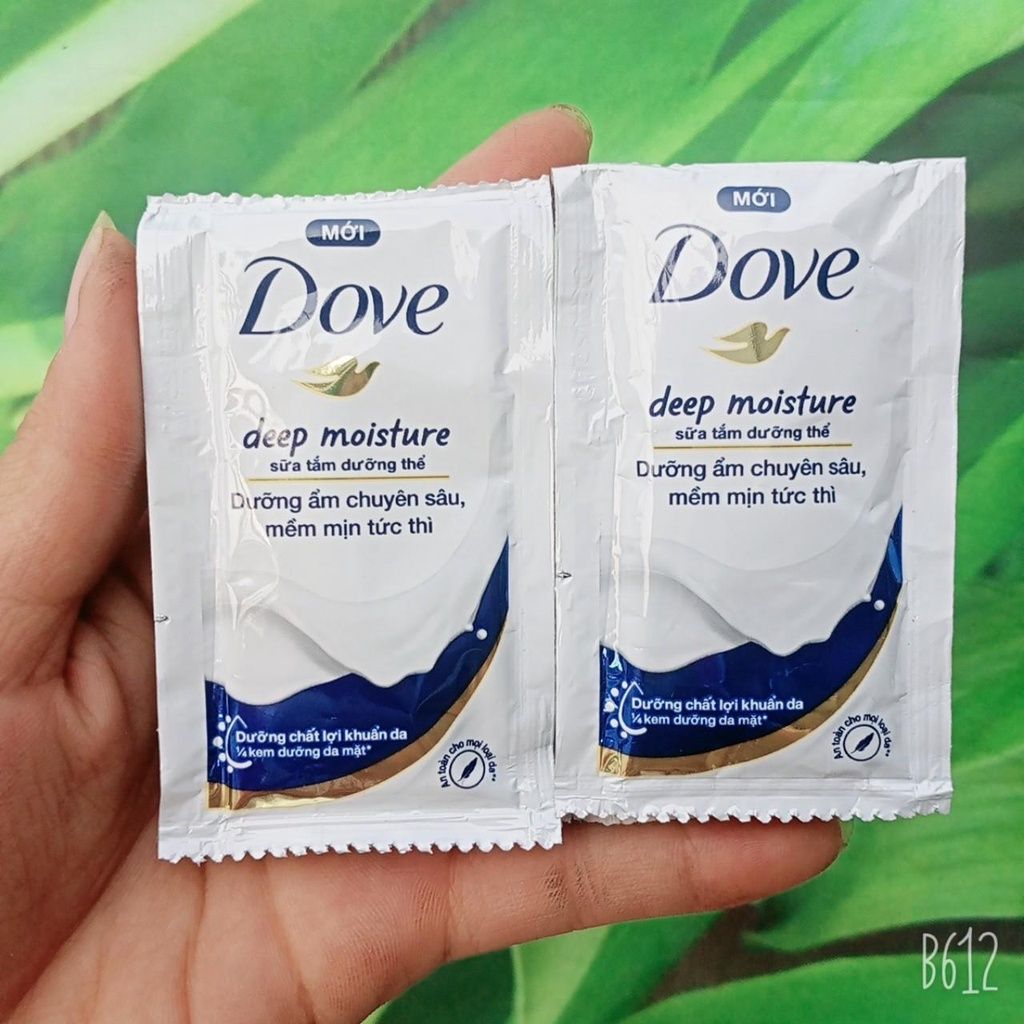 MỚI
Dove
deep moisture
sữa tắm dưỡng thể
Dưỡng ẩm chuyên sâu,
mềm mịn tức thì
Dưỡng chất lợi khuẩn da
¼ kem dưỡng da mặt*
An toàn cho mọi loại da**
MỚI
Dove
deep moisture
sữa tắm dưỡng thể
Dưỡng ẩm chuyên sâu,
mềm mịn tức thì
Dưỡng chất lợi khuẩn da
¼ kem dưỡng da mặt*
An toàn cho mọi loại da**
B612